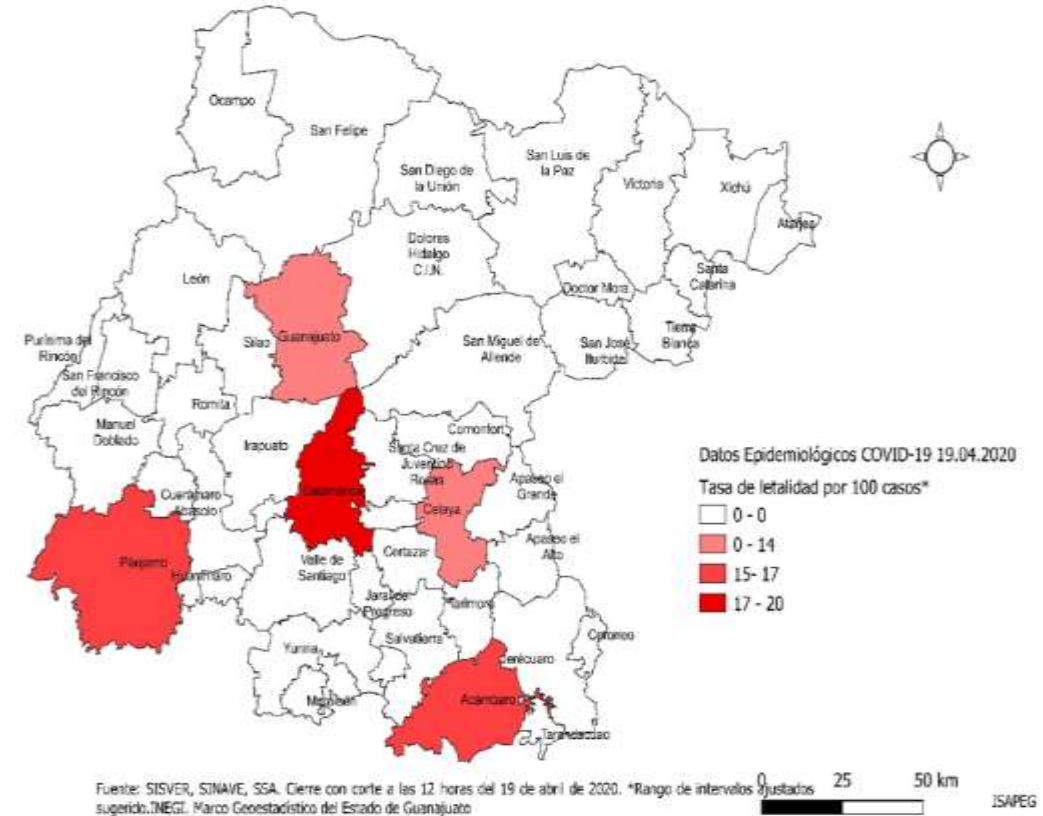 Ocampo
San Felipe
San Diego de
la Unión
San Luis de
la Paz
Victoria
Xichú
Atarjea
Dolores
Hidalgo
C.I.N.
León
Santa
Catarina
Doctor Mora
Tierra
Blanca
San José
Iturbide
San Miguel de
Allende
Guanajuato
Silao
Purísima del
Rincón
San Francisco
del Rincón
Romita
Manuel
Doblado
Irapuato
Comonfort
Santa Cruz de
Juventino
Rosas
Apaseo el
Grande
Cuerámaro
Abasolo
Salamanca
Celaya
Apaseo el
Alto
Cortazar
Valle de
Santiago
Pénjamo
Huanímaro
Jaral del
Progreso
Tarimoro
Salvatierra
Coroneo
Yuriria
Jerécuaro
Moroleón
Acámbaro
Tarandacuao
Datos Epidemiológicos COVID-19 19.04.2020
Tasa de letalidad por 100 casos*
0 - 0
0 - 14
15- 17
17 - 20
Fuente: SISVER, SINAVE, SSA. Cierre con corte a las 12 horas del 19 de abril de 2020. *Rango de intervalos ajustados
sugerido.INEGI. Marco Geoestadístico del Estado de Guanajuato
0 25 50 km
ISAPEG